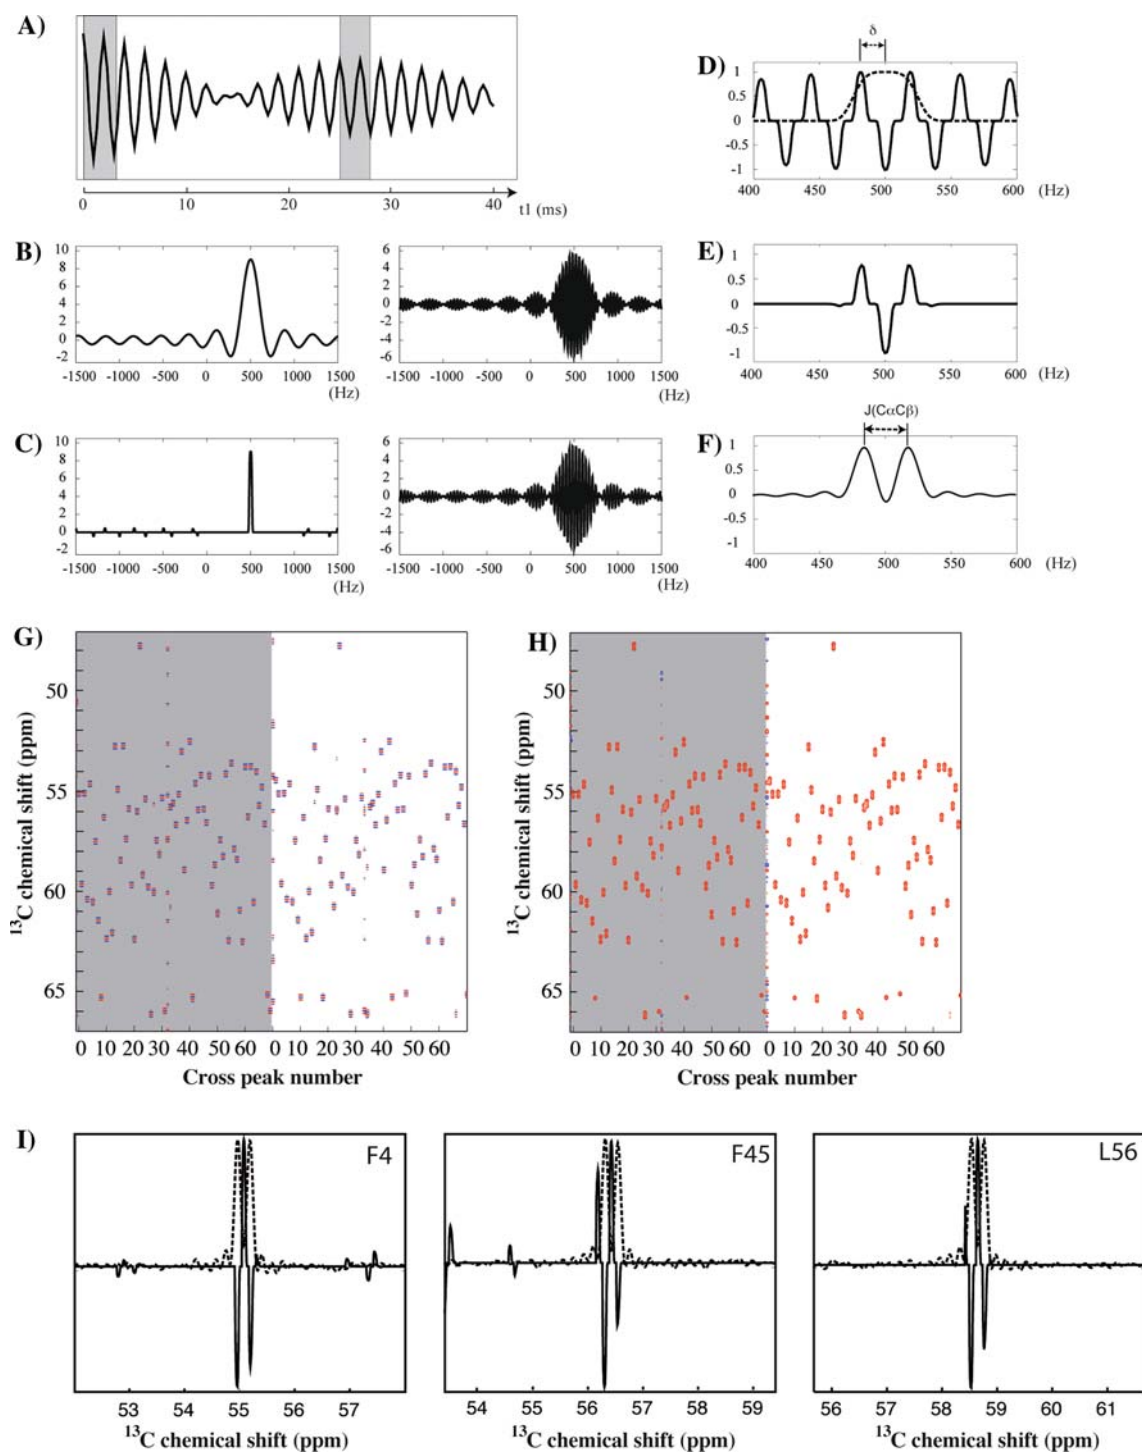 A)
0 10 20 30 40 t1 (ms)
D)
δ
1
0.5
0
-0.5
-1
400 450 500 550 600 (Hz)
B)
10
8
6
4
2
0
-2
-1500 -1000 -500 0 500 1000 1500
(Hz)
6
4
2
0
-2
-4
-6
-1500 -1000 -500 0 500 1000 1500
(Hz)
E)
1
0.5
0
-0.5
-1
400 450 500 550 600 (Hz)
C)
10
8
6
4
2
0
-2
-1500 -1000 -500 0 500 1000 1500
(Hz)
6
4
2
0
-2
-4
-6
-1500 -1000 -500 0 500 1000 1500
(Hz)
F)
J(CαCβ)
1
0.5
0
-0.5
-1
400 450 500 550 600 (Hz)
G)
13C chemical shift (ppm)
50
55
60
65
0 10 20 30 40 50 60 0 10 20 30 40 50 60
Cross peak number
H)
13C chemical shift (ppm)
50
55
60
65
0 10 20 30 40 50 60 0 10 20 30 40 50 60
Cross peak number
I)
F4
53 54 55 56 57
13C chemical shift (ppm)
F45
54 55 56 57 58 59
13C chemical shift (ppm)
L56
56 57 58 59 60 61
13C chemical shift (ppm)